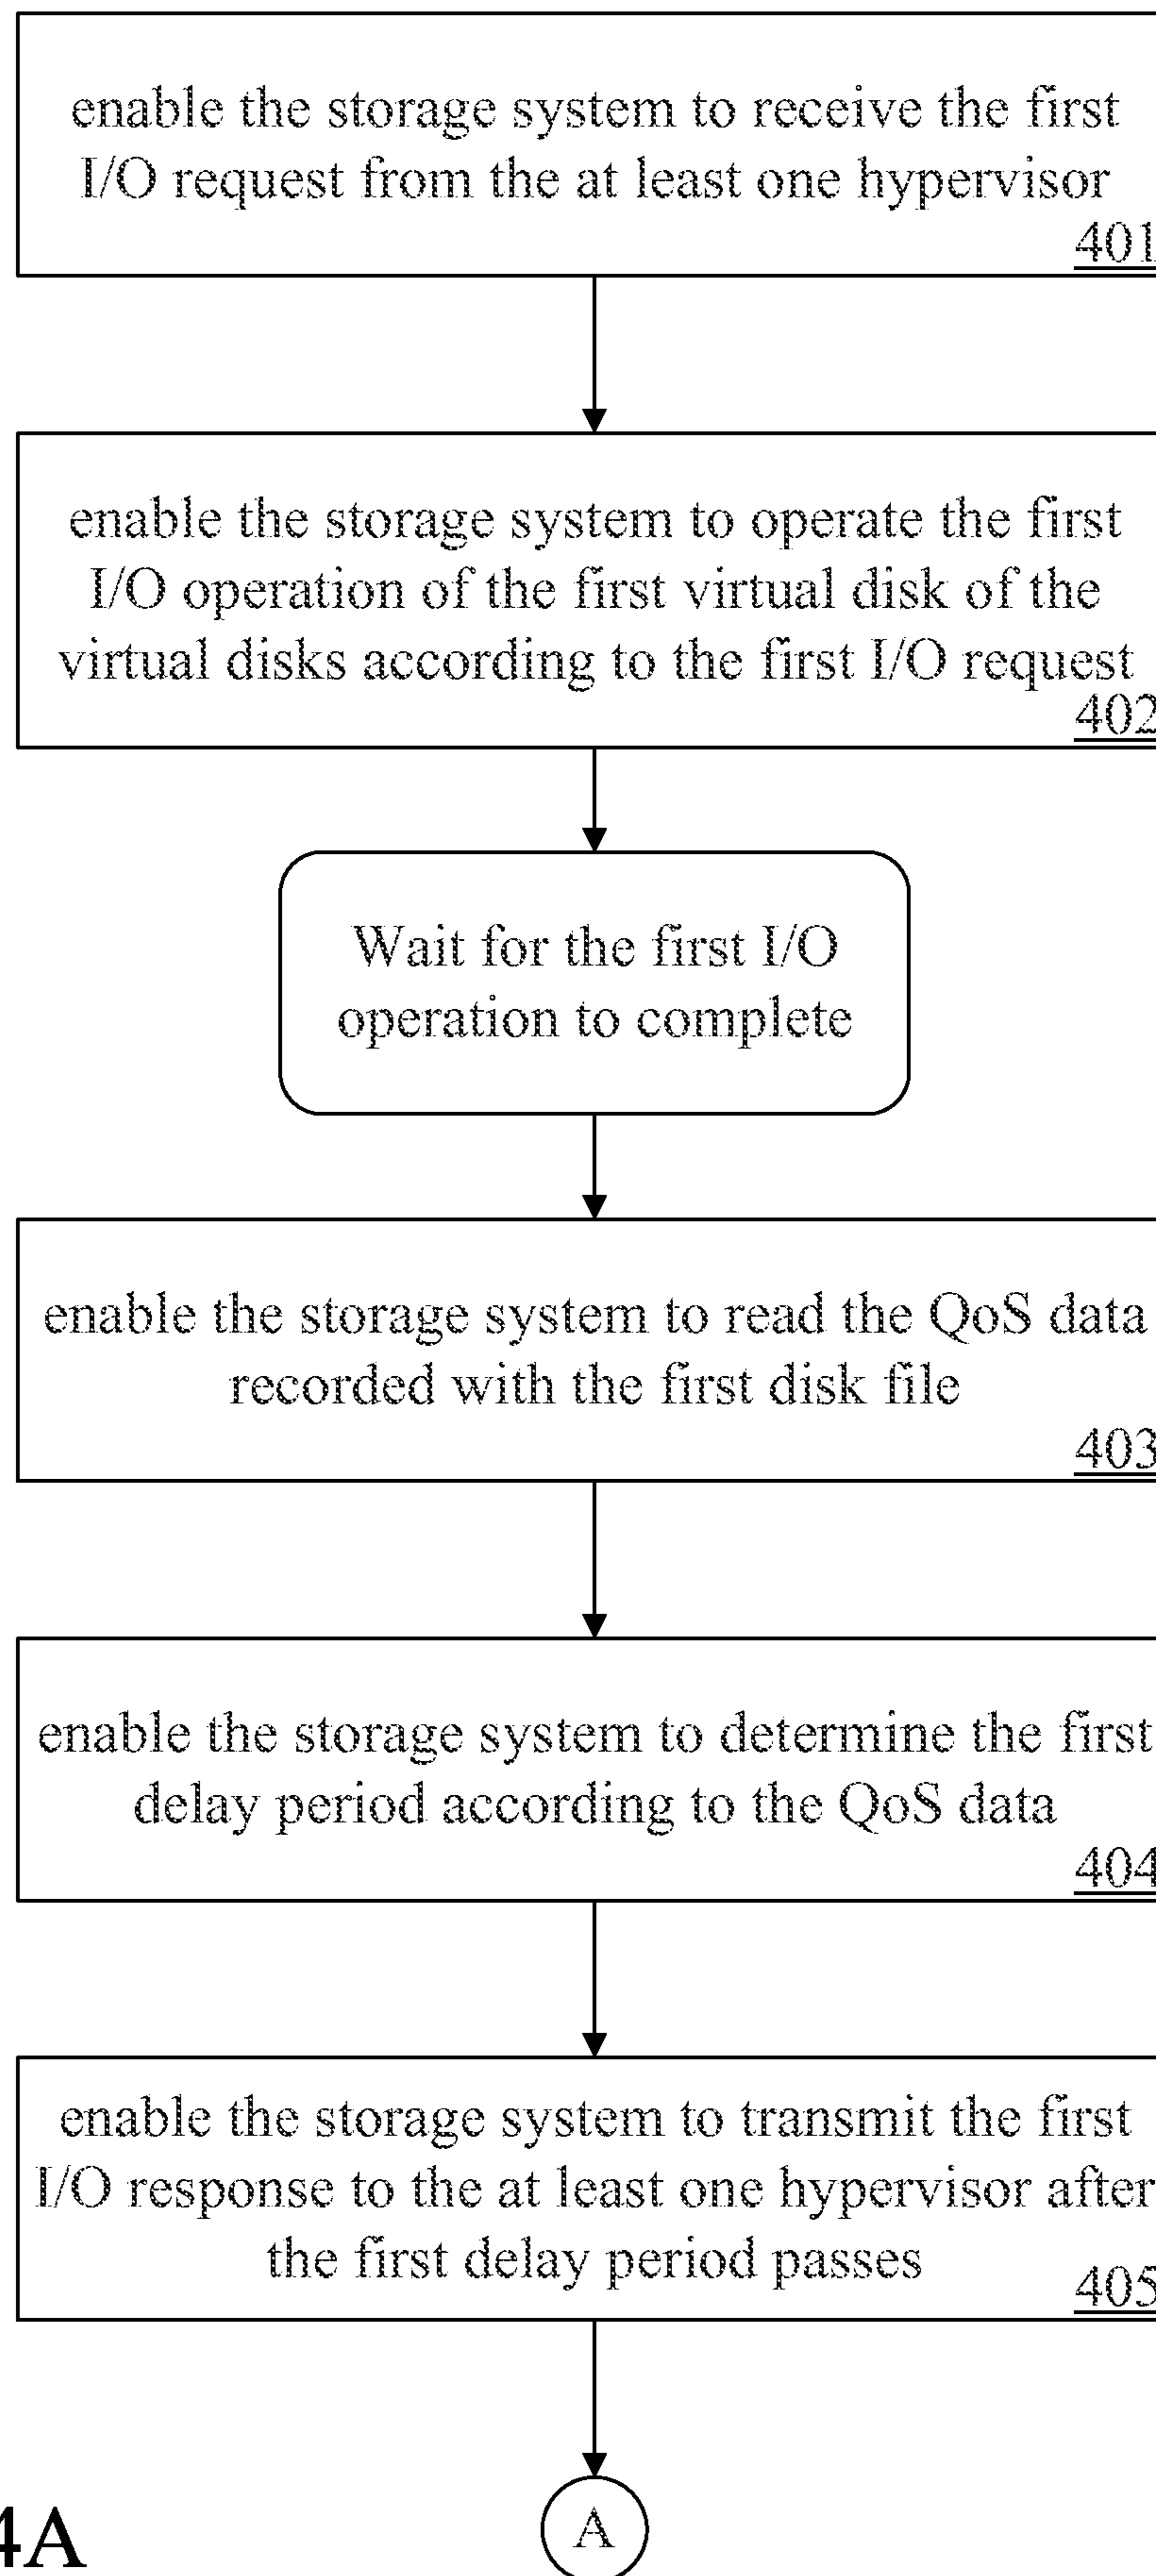 enable the storage system to receive the first
I/O request from the at least one hypervisor
401
enable the storage system to operate the first
I/O operation of the first virtual disk of the
virtual disks according to the first I/O request
402
Wait for the first I/O
operation to complete
enable the storage system to read the QoS data
recorded with the first disk file
403
enable the storage system to determine the first
delay period according to the QoS data
404
enable the storage system to transmit the first
I/O response to the at least one hypervisor after
the first delay period passes
405
A
4A